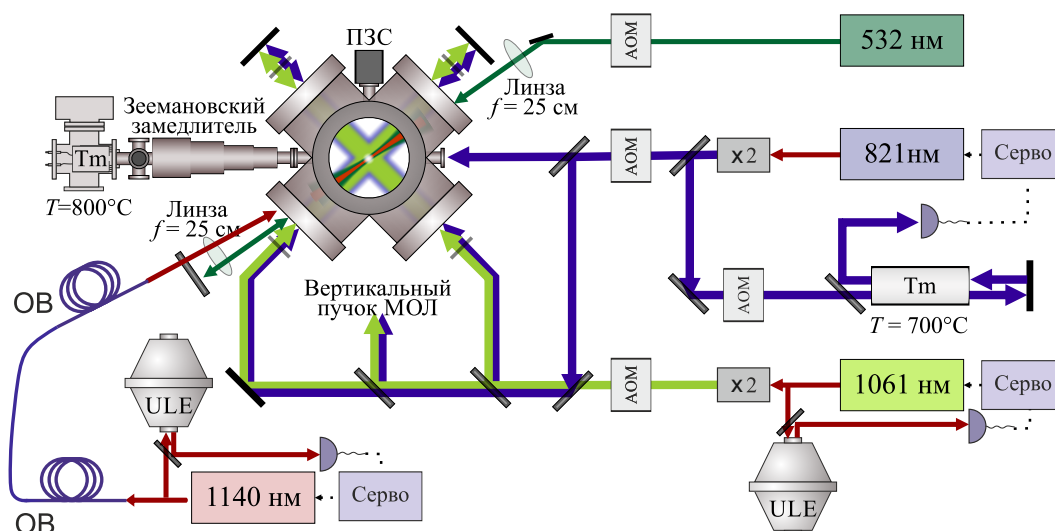 ПЗС
АОМ
532 нм
Линза
f = 25 см
Зеемановский
замедлитель
Tm
T=800°C
АОМ
x2
821нм
Серво
Линза
f = 25 см
ОВ
Вертикальный
пучок МОЛ
АОМ
Tm
T = 700°C
ULE
АОМ
x2
1061 нм
Серво
1140 нм
Серво
ULE
ОВ